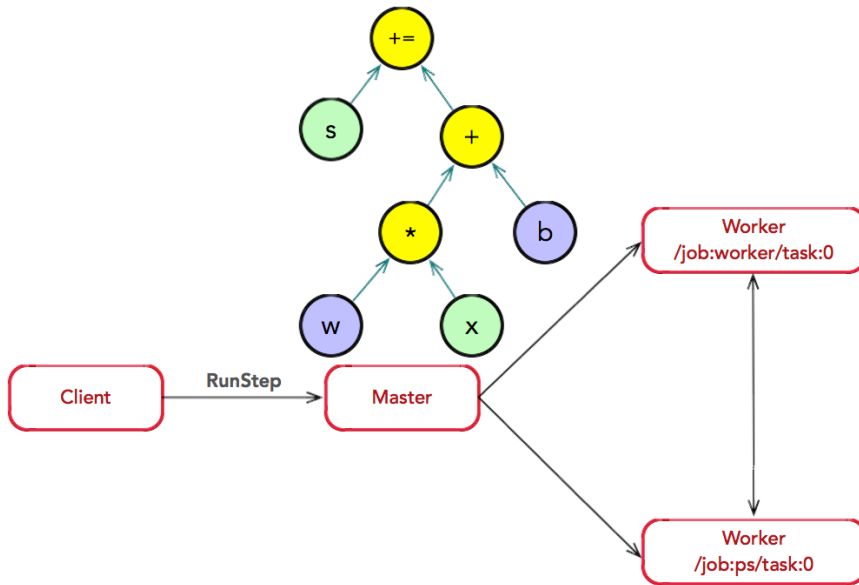 +=
s
+
*
b
w
x
Client
RunStep
Master
Worker
/job:worker/task:0
Worker
/job:ps/task:0